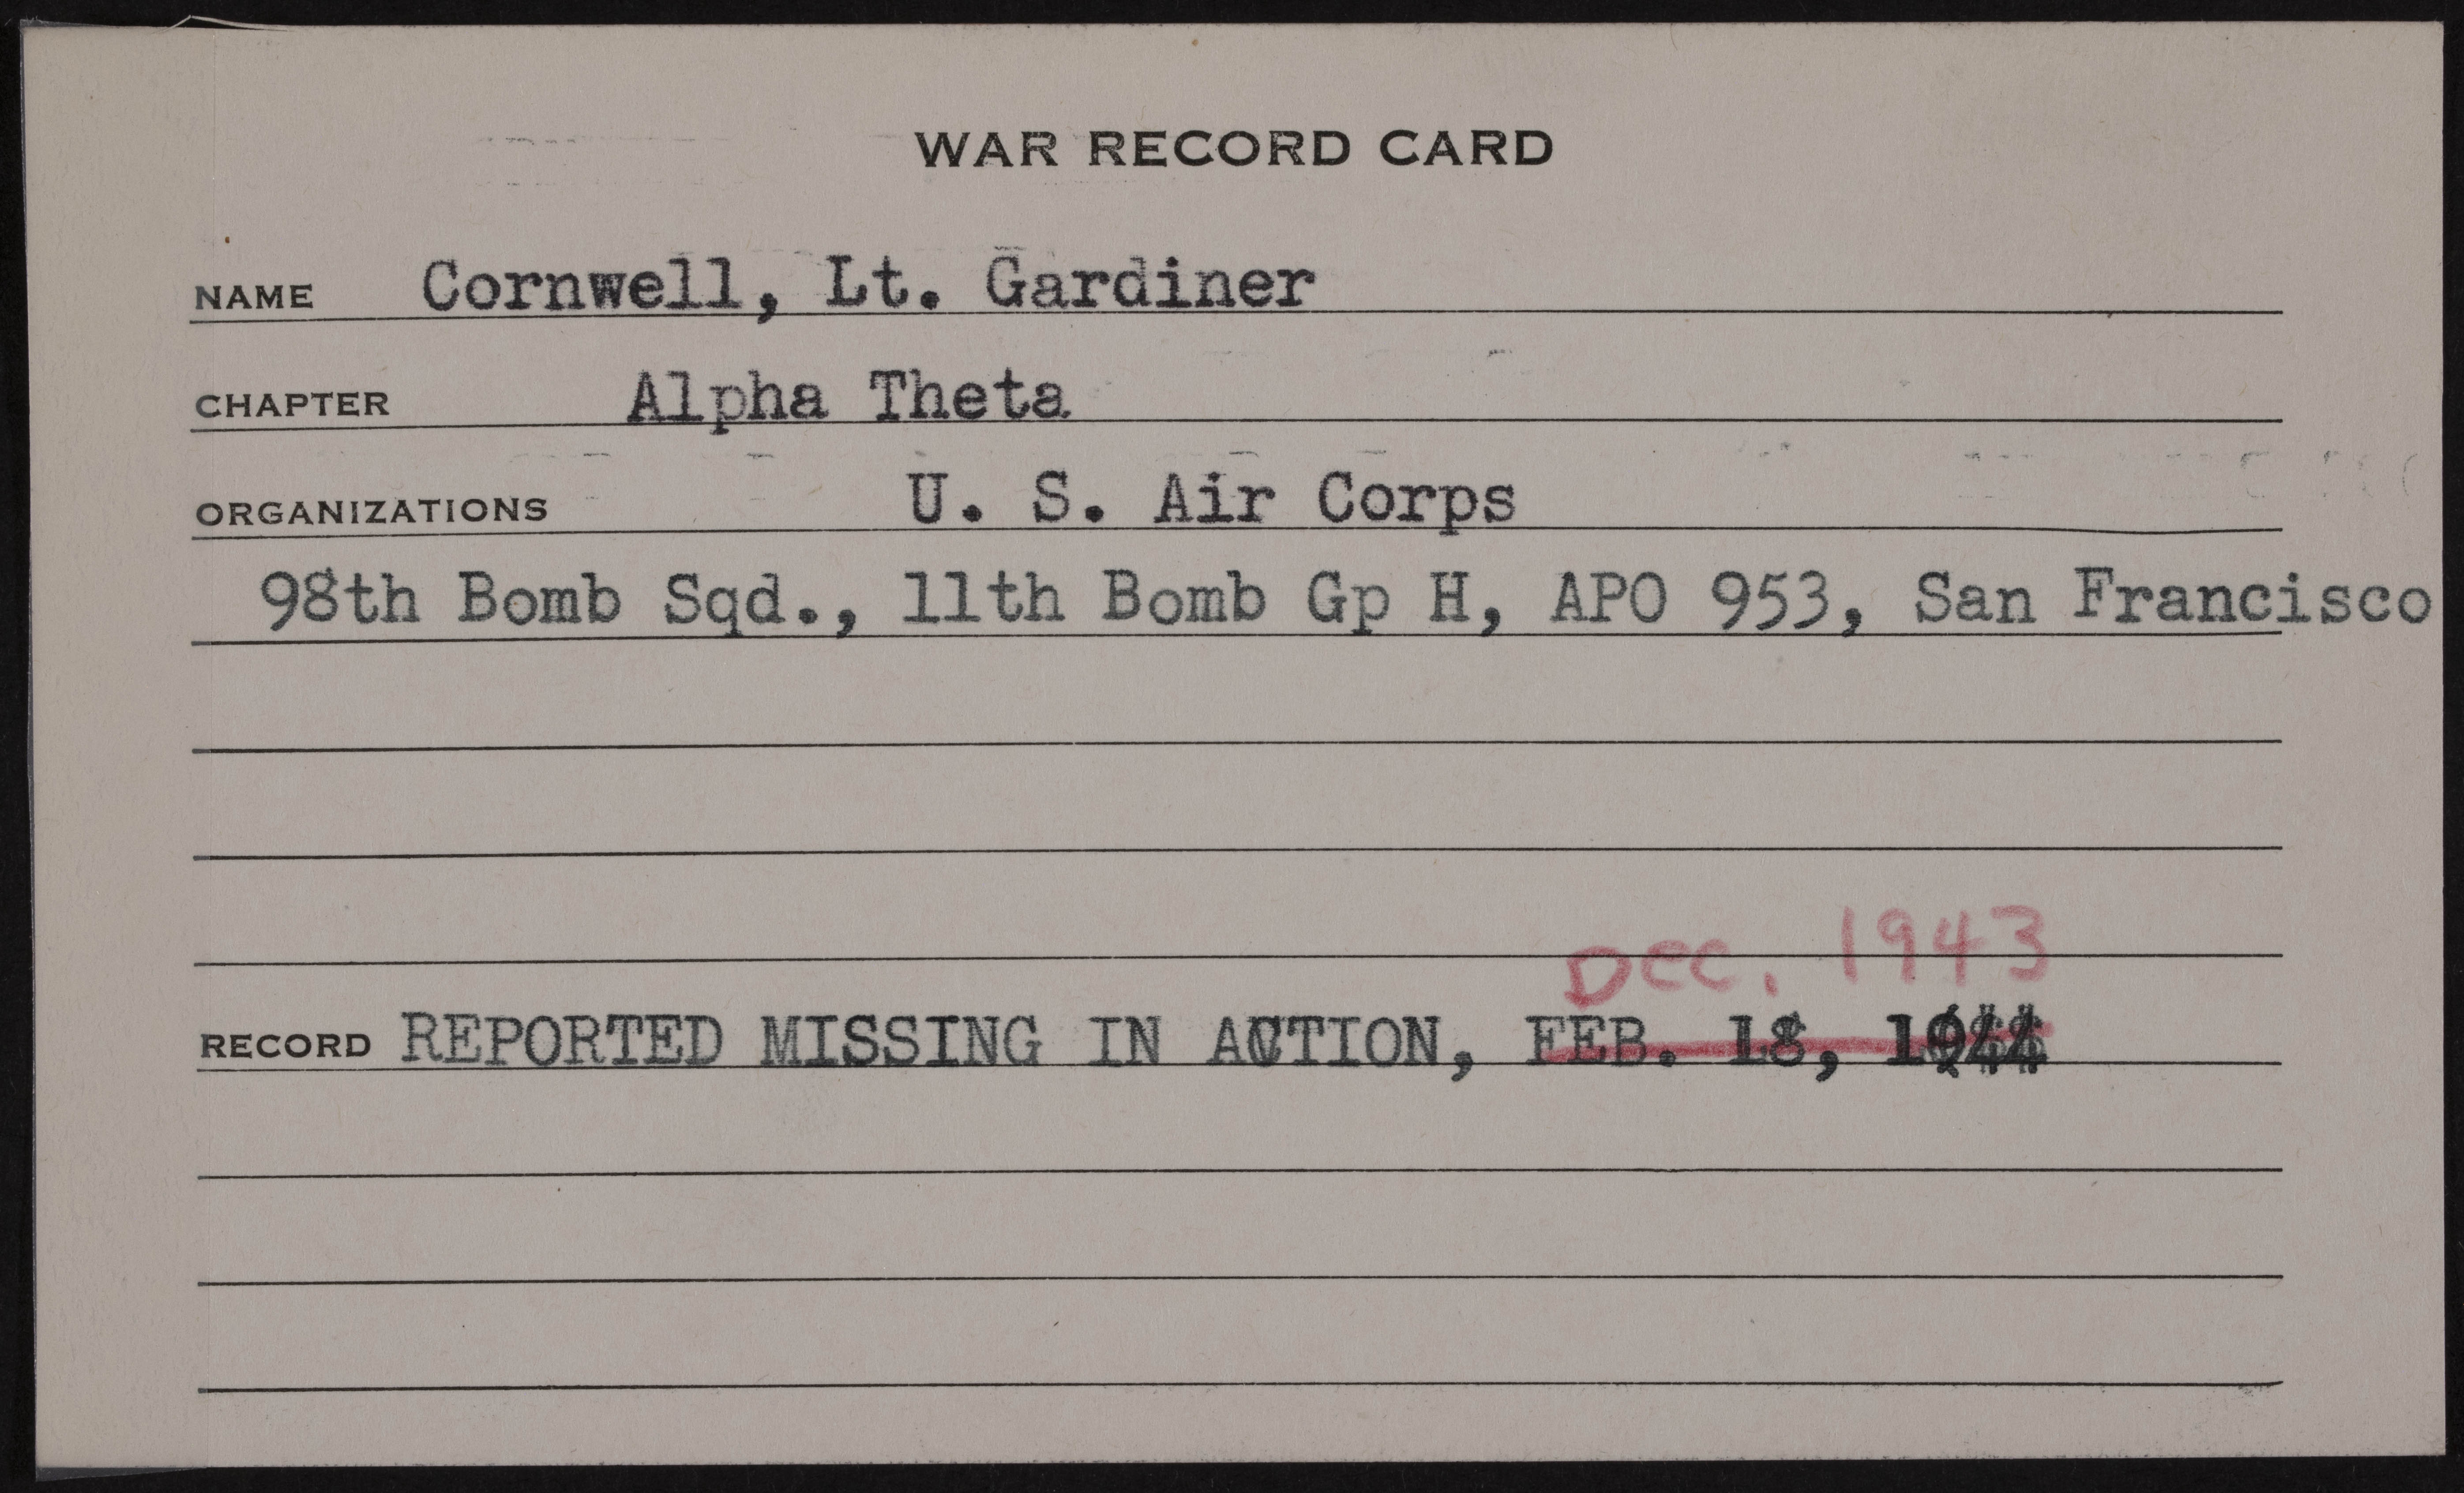 WAR RECORD CARD
NAME Cornwell, Lt. Gardiner
CHAPTER Alpha Theta
ORGANIZATIONS U. S. Air Corps
98th Bomb Sqd., 11th Bomb Gp H, APO 953, San Francisco
Dec. 1943
RECORD REPORTED MISSING IN ACTION, FEB. 18, 1944